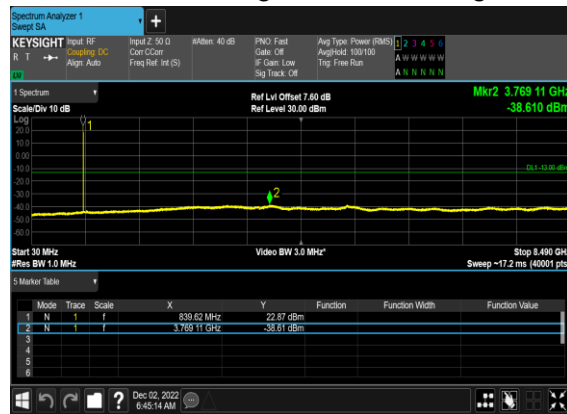 Spectrum Analyzer 1
Swept SA
+
KEYSIGHT Input: RF Input Z: 50 Ω #Atten: 40 dB PNO: Fast Avg Type: Power (RMS) 1 2 3 4 5 6
R T Coupling: DC Corr CCorr Gate: Off Avg|Hold: 100/100 A W W W W W
Align: Auto Freq Ref: Int (S) IF Gain: Low Trig: Free Run
Sig Track: Off A N N N N N
1 Spectrum
Ref Lvl Offset 7.60 dB Mkr2 3.769 11 GHz
Scale/Div 10 dB Ref Level 30.00 dBm -38.610 dBm
Log
20.0 1
10.0
0.00
-10.0 DL1 -13.00 dBm
-20.0
-30.0 2
-40.0
-50.0
-60.0
Start 30 MHz Video BW 3.0 MHz* Stop 8.490 GHz
#Res BW 1.0 MHz Sweep ~17.2 ms (40001 pts)
5 Marker Table
Mode Trace Scale X Y Function Function Width Function Value
1 N 1 f 839.62 MHz 22.87 dBm
2 N 1 f 3.769 11 GHz -38.61 dBm
3
4
5
6
? Dec 02, 2022
6:45:14 AM